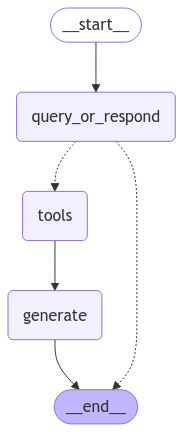 __start__
query_or_respond
tools
generate
__end__